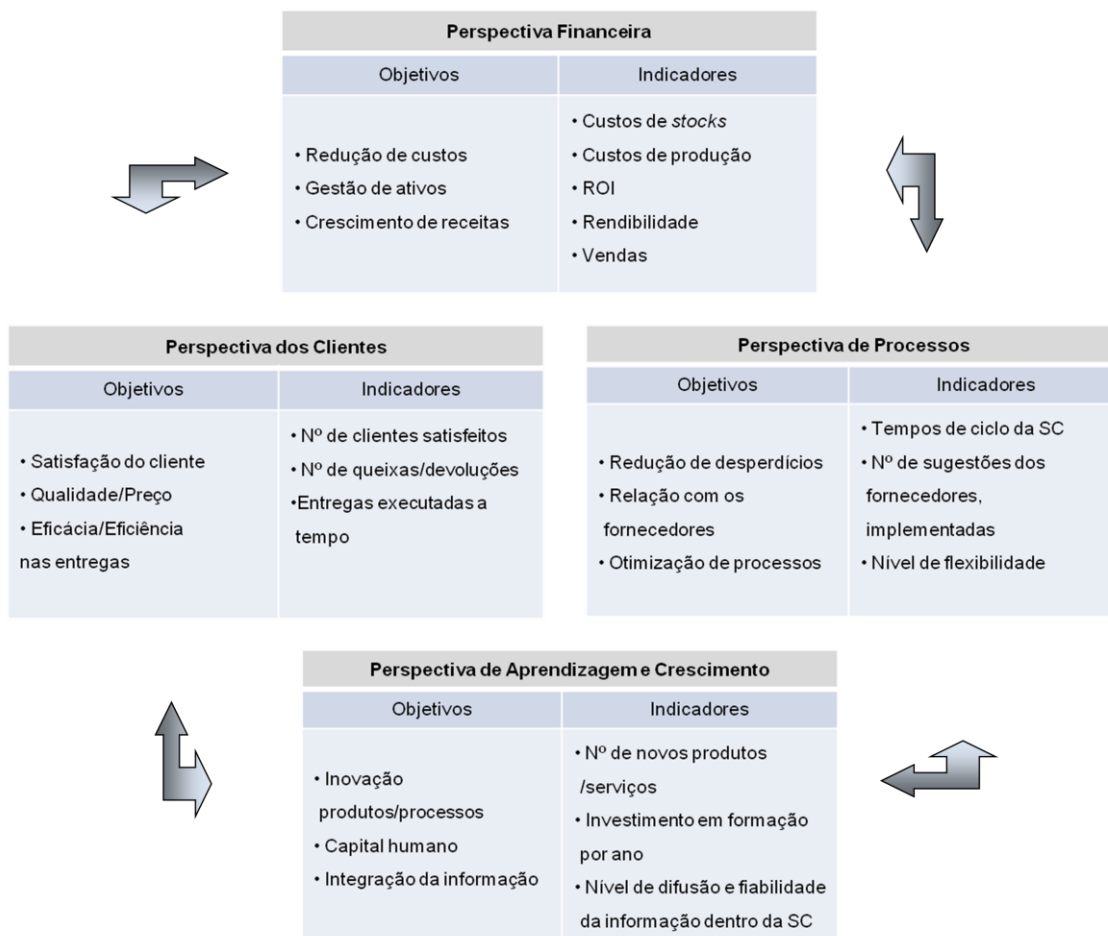 Perspectiva Financeira
Objetivos
Indicadores
• Redução de custos
• Gestão de ativos
• Crescimento de receitas
• Custos de stocks
• Custos de produção
• ROI
• Rendibilidade
• Vendas
Perspectiva dos Clientes
Objetivos
Indicadores
• Satisfação do cliente
• Qualidade/Preço
• Eficácia/Eficiência
nas entregas
• Nº de clientes satisfeitos
• Nº de queixas/devoluções
•Entregas executadas a
tempo
Perspectiva de Processos
Objetivos
Indicadores
• Redução de desperdícios
• Relação com os
fornecedores
• Otimização de processos
• Tempos de ciclo da SC
• Nº de sugestões dos
fornecedores,
implementadas
• Nível de flexibilidade
Perspectiva de Aprendizagem e Crescimento
Objetivos
Indicadores
• Inovação
produtos/processos
• Capital humano
• Integração da informação
• Nº de novos produtos
/serviços
• Investimento em formação
por ano
• Nível de difusão e fiabilidade
da informação dentro da SC